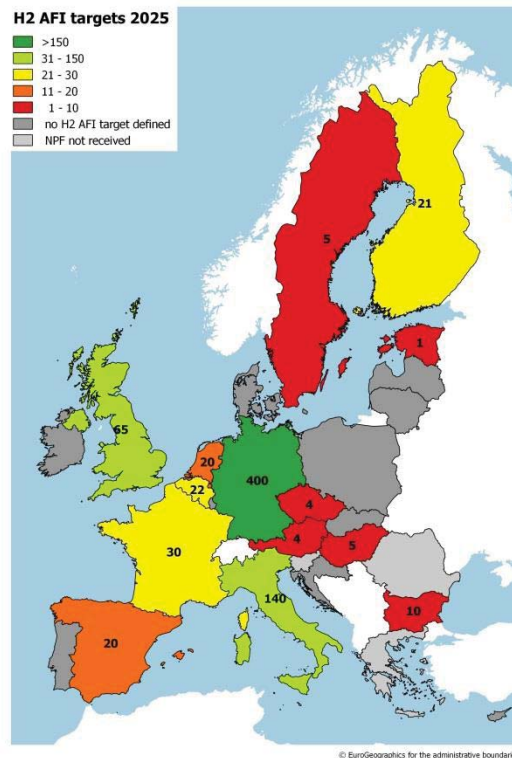 H2 AFI targets 2025
>150
31 - 150
21 - 30
11 - 20
1 - 10
no H2 AFI target defined
NPF not received
21
5
1
65
20
400
22
4
4
5
30
140
10
20
© EuroGeographics for the administrative boundari